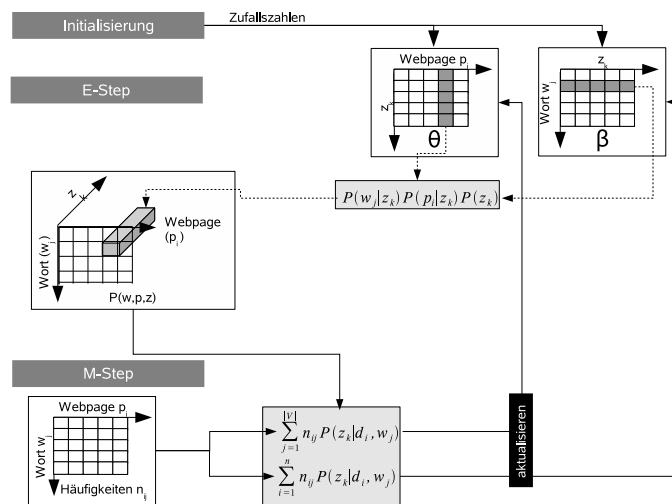 Initialisierung
Zufallszahlen
Webpage p_i
z_k
θ
z_k
Wort w_j
β
E-Step
P(w_j|z_k)P(p_i|z_k)P(z_k)
z_k
Webpage
(p_i)
Wort (w_j)
P(w,p,z)
M-Step
Webpage p_i
Wort w_j
Häufigkeiten n_ij
∑_{j=1}^{|V|} n_ij P(z_k|d_i, w_j)
∑_{i=1}^{n} n_ij P(z_k|d_i, w_j)
aktualisieren